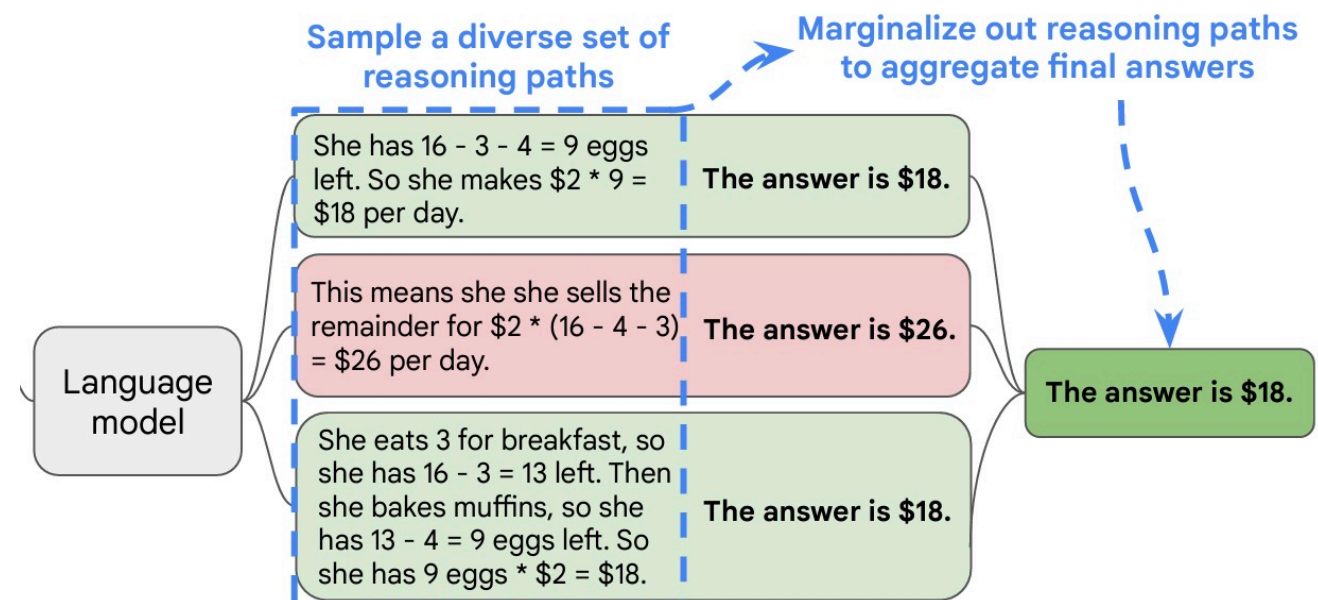 Sample a diverse set of
reasoning paths
Marginalize out reasoning paths
to aggregate final answers
She has 16 - 3 - 4 = 9 eggs
left. So she makes $2 * 9 =
$18 per day.
The answer is $18.
This means she she sells the
remainder for $2 * (16 - 4 - 3)
= $26 per day.
The answer is $26.
Language
model
The answer is $18.
She eats 3 for breakfast, so
she has 16 - 3 = 13 left. Then
she bakes muffins, so she
has 13 - 4 = 9 eggs left. So
she has 9 eggs * $2 = $18.
The answer is $18.